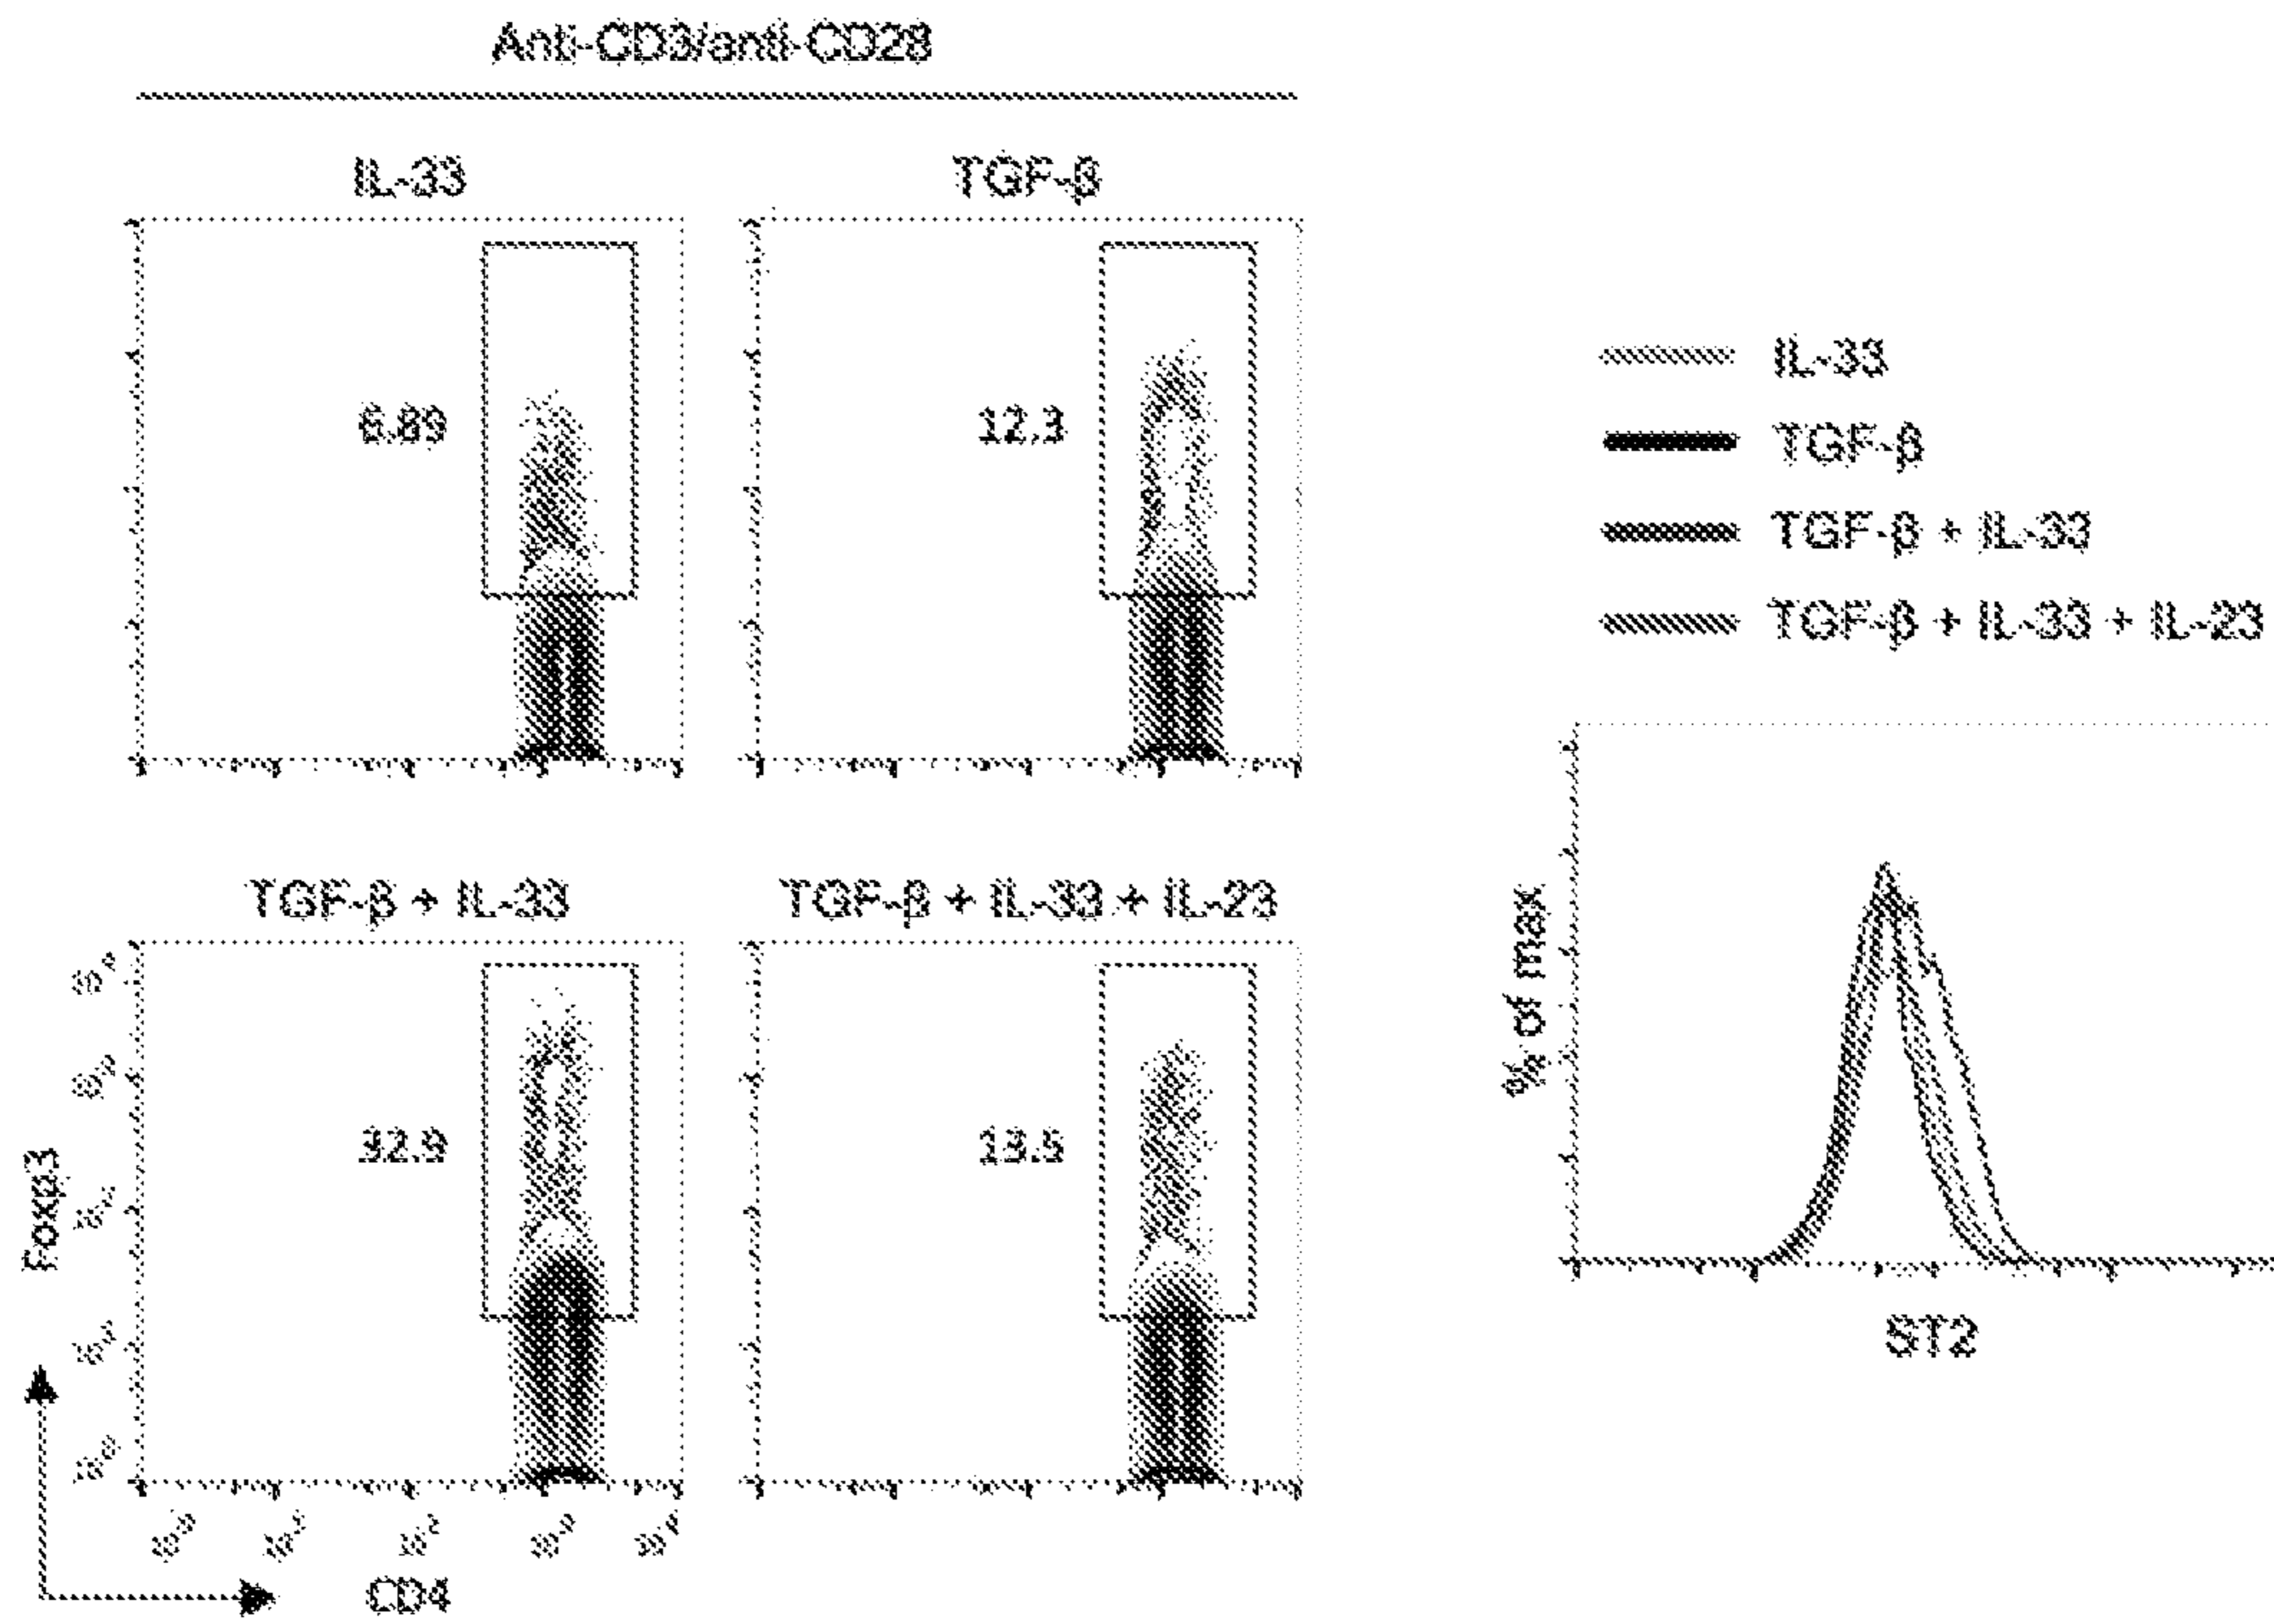 Anti-CD3/anti-CD28
IL-33
TGF-β
6.89
12.3
TGF-β + IL-33
TGF-β + IL-33 + IL-23
32.9
13.5
Foxp3
CD4
IL-33
TGF-β
TGF-β + IL-33
TGF-β + IL-33 + IL-23
% of max
ST2